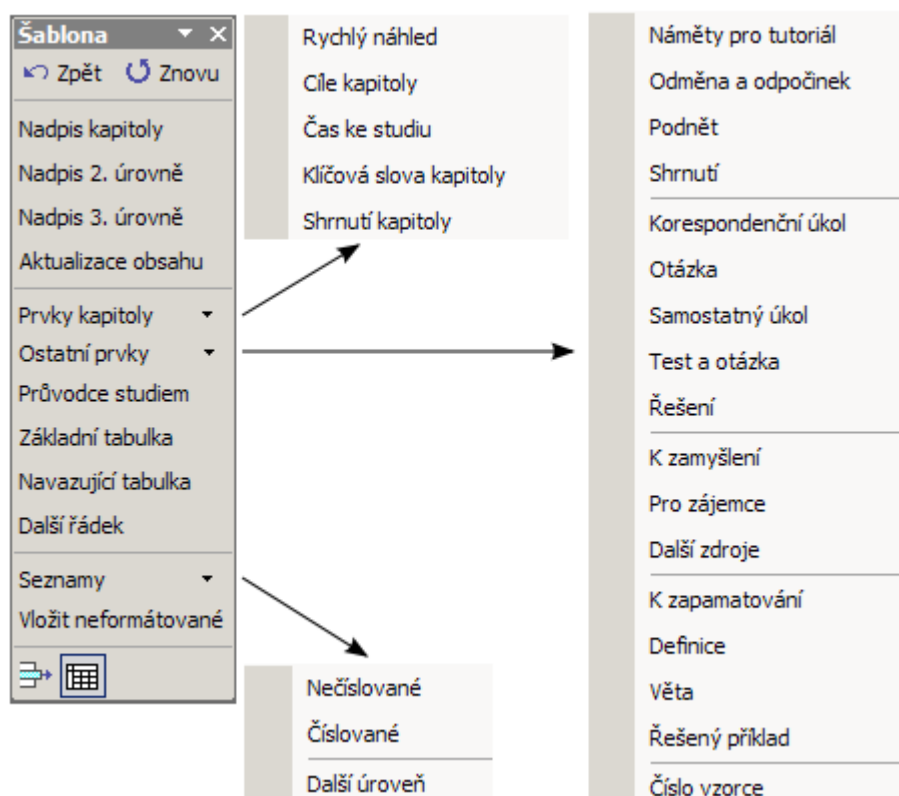 Šablona
Zpět Znovu
Nadpis kapitoly
Nadpis 2. úrovně
Nadpis 3. úrovně
Aktualizace obsahu
Prvky kapitoly
Ostatní prvky
Průvodce studiem
Základní tabulka
Navazující tabulka
Další řádek
Seznamy
Vložit neformátované
Rychlý náhled
Cíle kapitoly
Čas ke studiu
Klíčová slova kapitoly
Shrnutí kapitoly
Nečíslované
Číslované
Další úroveň
Náměty pro tutoriál
Odměna a odpočinek
Podnět
Shrnutí
Korespondenční úkol
Otázka
Samostatný úkol
Test a otázka
Řešení
K zamyšlení
Pro zájemce
Další zdroje
K zapamatování
Definice
Věta
Řešený příklad
Číslo vzorce